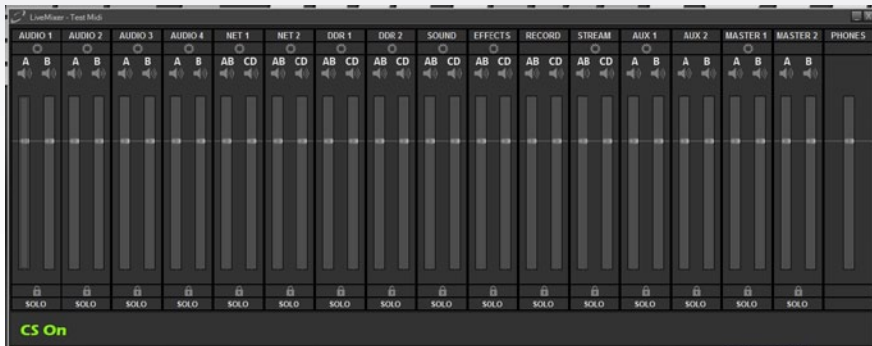 LiveMixer - Test Midi
AUDIO 1 AUDIO 2 AUDIO 3 AUDIO 4 NET 1 NET 2 DDR 1 DDR 2 SOUND EFFECTS RECORD STREAM AUX 1 AUX 2 MASTER 1 MASTER 2 PHONES
A B A B A B A B AB CD AB CD AB CD AB CD AB CD AB CD AB CD AB CD A B A B A B A B
SOLO SOLO SOLO SOLO SOLO SOLO SOLO SOLO SOLO SOLO SOLO SOLO SOLO SOLO SOLO SOLO
CS On